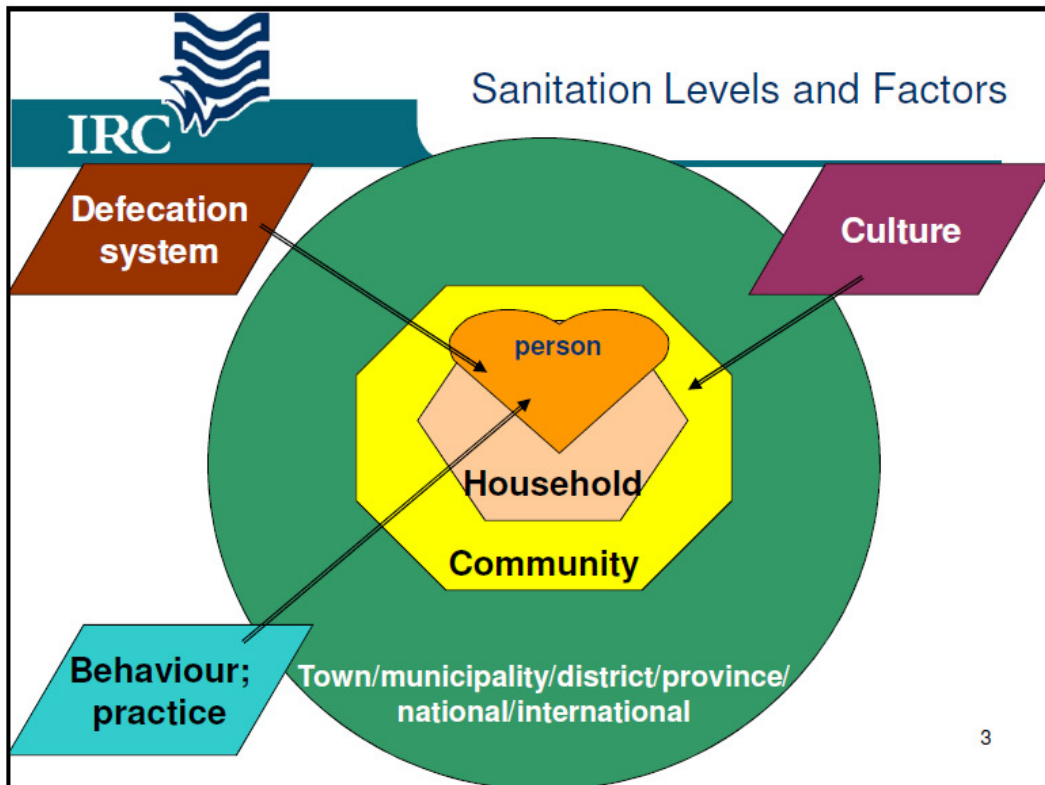 IRC
Sanitation Levels and Factors
Defecation
system
Culture
person
Household
Community
Behaviour;
practice
Town/municipality/district/province/
national/international
3